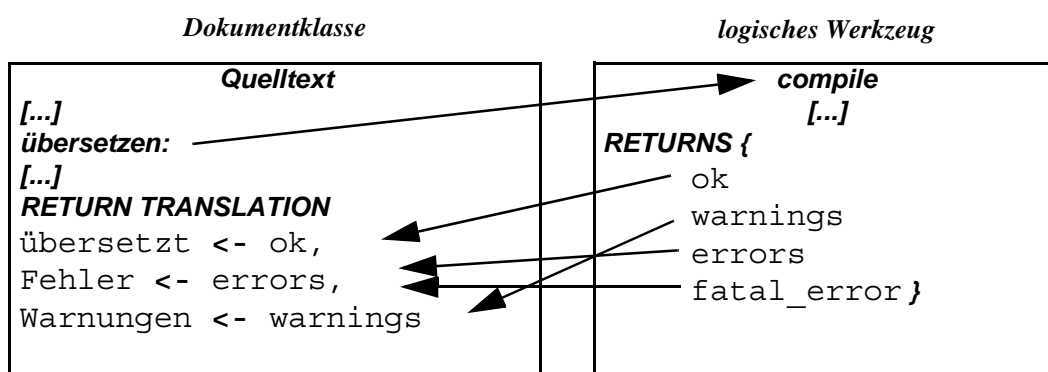 Dokumentklasse
Quelltext
[...]
übersetzen:
[...]
RETURN TRANSLATION
übersetzt <- ok,
Fehler <- errors,
Warnungen <- warnings
logisches Werkzeug
compile
[...]
RETURNS {
ok
warnings
errors
fatal_error }